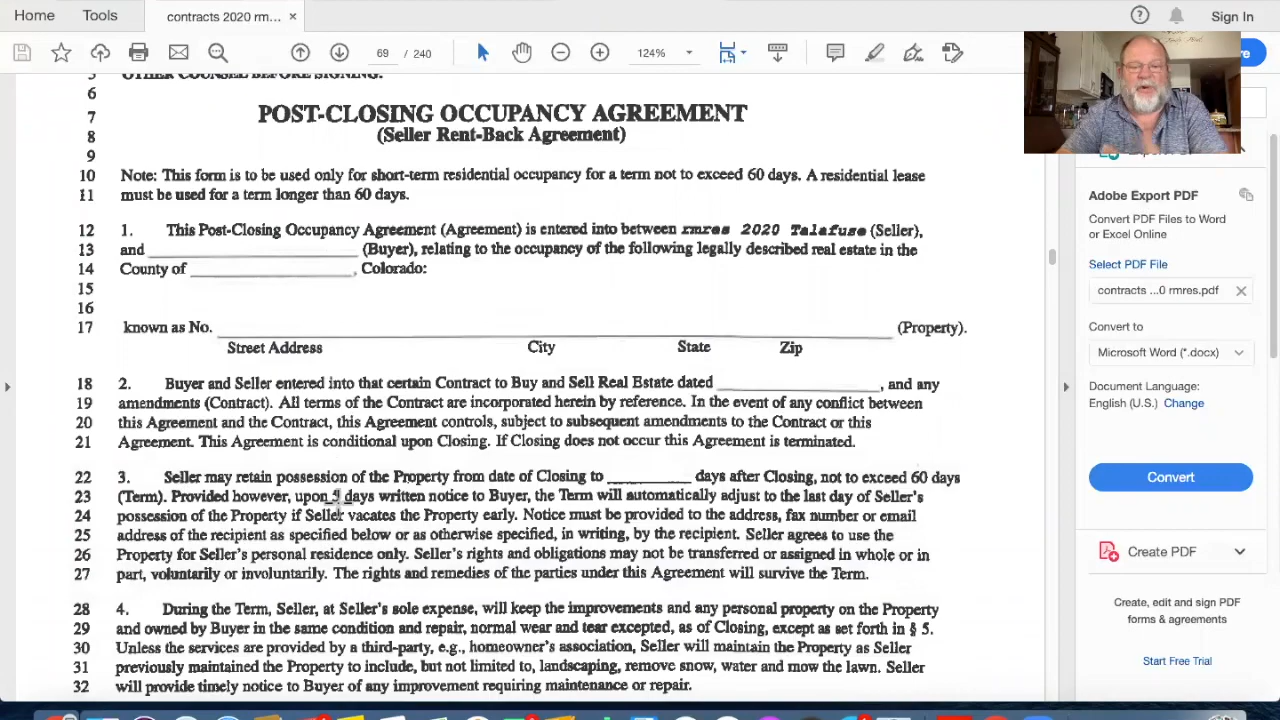 Home Tools contracts 2020 rm... × Sign In
69 / 240 124%
5 OTHER COUNSEL BEFORE SIGNING.
6
7 POST-CLOSING OCCUPANCY AGREEMENT
8 (Seller Rent-Back Agreement)
9
10 Note: This form is to be used only for short-term residential occupancy for a term not to exceed 60 days. A residential lease
11 must be used for a term longer than 60 days.
12 1. This Post-Closing Occupancy Agreement (Agreement) is entered into between rmres 2020 Talafuse (Seller),
13 and ____________ (Buyer), relating to the occupancy of the following legally described real estate in the
14 County of ____________, Colorado:
15
16
17 known as No. ____________ (Property).
Street Address City State Zip
18 2. Buyer and Seller entered into that certain Contract to Buy and Sell Real Estate dated ____________, and any
19 amendments (Contract). All terms of the Contract are incorporated herein by reference. In the event of any conflict between
20 this Agreement and the Contract, this Agreement controls, subject to subsequent amendments to the Contract or this
21 Agreement. This Agreement is conditional upon Closing. If Closing does not occur this Agreement is terminated.
22 3. Seller may retain possession of the Property from date of Closing to ________ days after Closing, not to exceed 60 days
23 (Term). Provided however, upon days written notice to Buyer, the Term will automatically adjust to the last day of Seller's
24 possession of the Property if Seller vacates the Property early. Notice must be provided to the address, fax number or email
25 address of the recipient as specified below or as otherwise specified, in writing, by the recipient. Seller agrees to use the
26 Property for Seller's personal residence only. Seller's rights and obligations may not be transferred or assigned in whole or in
27 part, voluntarily or involuntarily. The rights and remedies of the parties under this Agreement will survive the Term.
28 4. During the Term, Seller, at Seller's sole expense, will keep the improvements and any personal property on the Property
29 and owned by Buyer in the same condition and repair, normal wear and tear excepted, as of Closing, except as set forth in § 5.
30 Unless the services are provided by a third-party, e.g., homeowner's association, Seller will maintain the Property as Seller
31 previously maintained the Property to include, but not limited to, landscaping, remove snow, water and mow the lawn. Seller
32 will provide timely notice to Buyer of any improvement requiring maintenance or repair.
Adobe Export PDF
Convert PDF Files to Word
or Excel Online
Select PDF File
contracts ...0 rmres.pdf ×
Convert to
Microsoft Word (*.docx)
Document Language:
English (U.S.) Change
Convert
Create PDF
Create, edit and sign PDF
forms & agreements
Start Free Trial